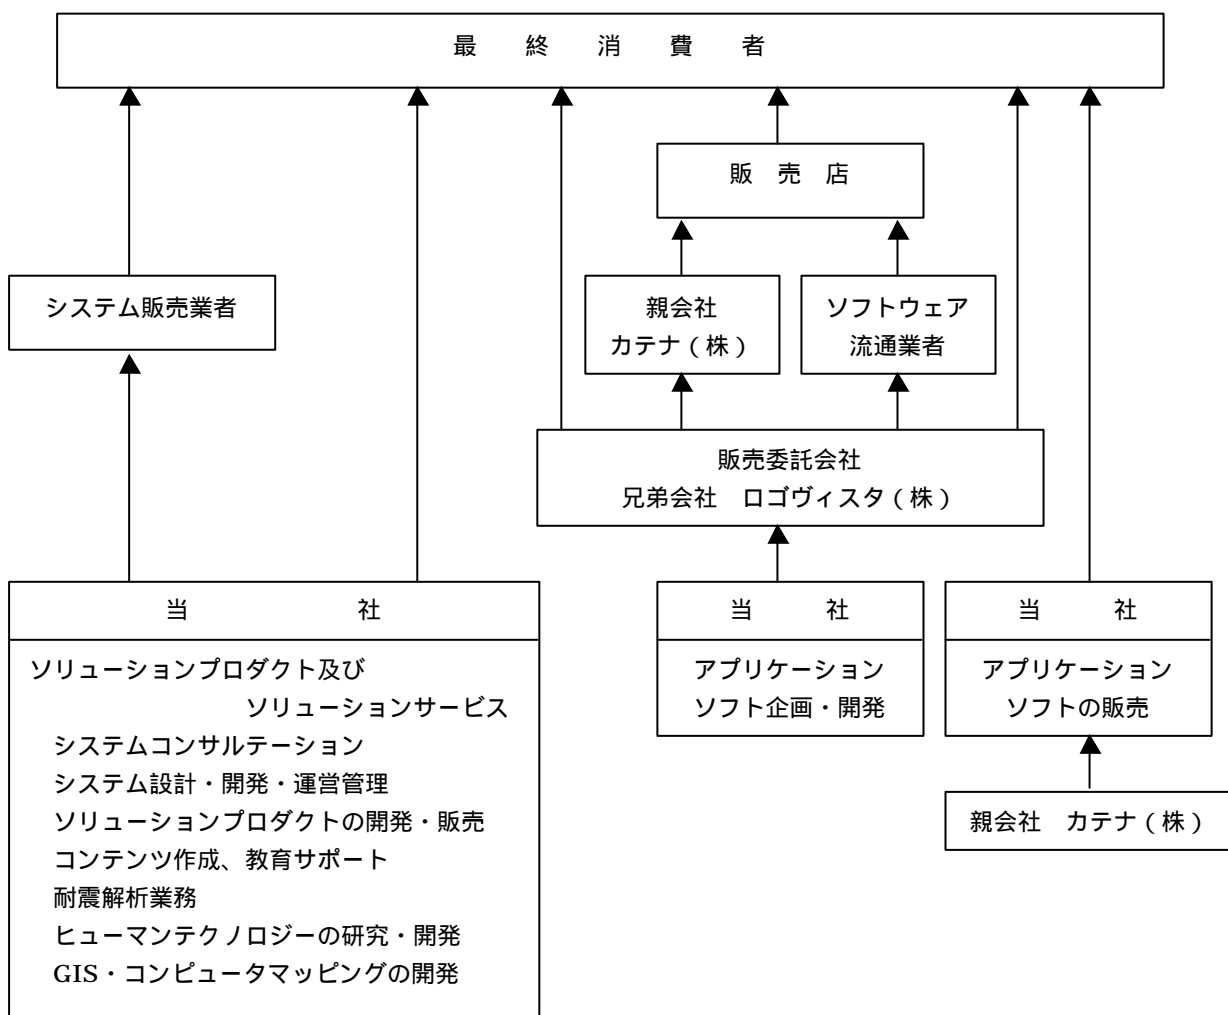 最 終 消 費 者
販 売 店
システム販売業者
親会社
カテナ(株)
ソフトウェア
流通業者
販売委託会社
兄弟会社 ロゴヴィスタ(株)
当 社
ソリューションプロダクト及び
ソリューションサービス
システムコンサルテーション
システム設計・開発・運営管理
ソリューションプロダクトの開発・販売
コンテンツ作成、教育サポート
耐震解析業務
ヒューマンテクノロジーの研究・開発
GIS・コンピュータマッピングの開発
当 社
アプリケーション
ソフト企画・開発
当 社
アプリケーション
ソフトの販売
親会社 カテナ(株)